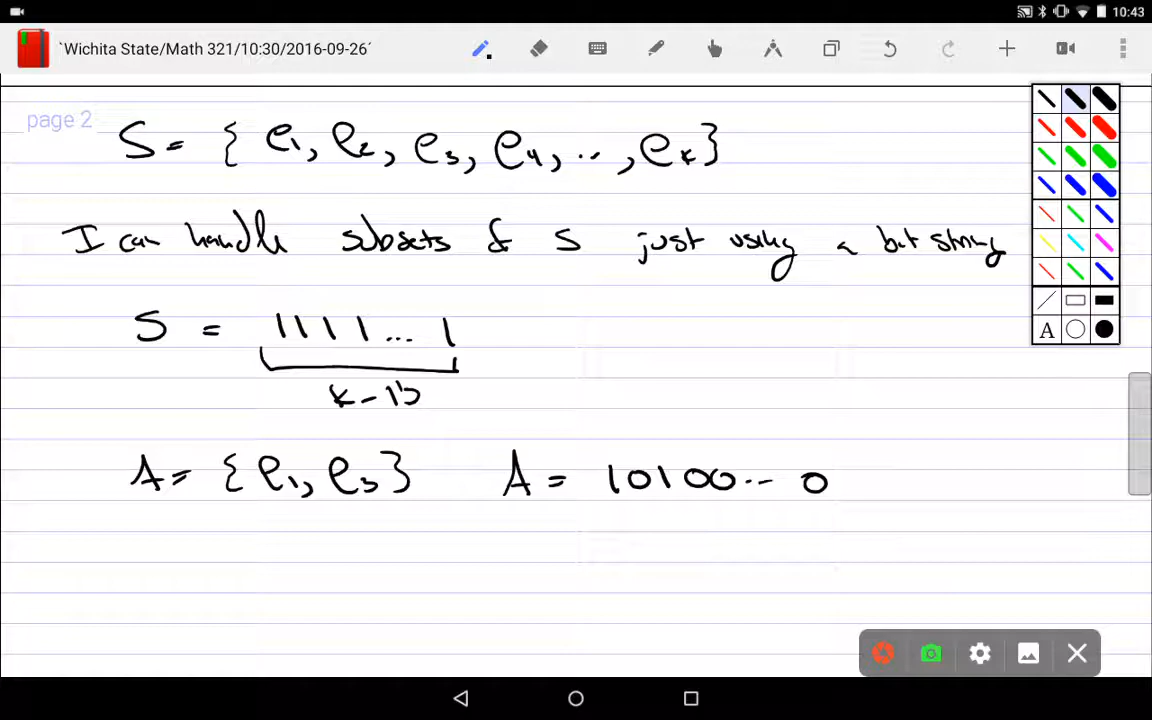 10:43
`Wichita State/Math 321/10:30/2016-09-26´
page 2
S = { e1, e2, e3, e4, ..., ek }
I can handle subsets of S just using a bit string
S = 1111...1
k-1's
A = {e1, e3} A = 10100...0
A